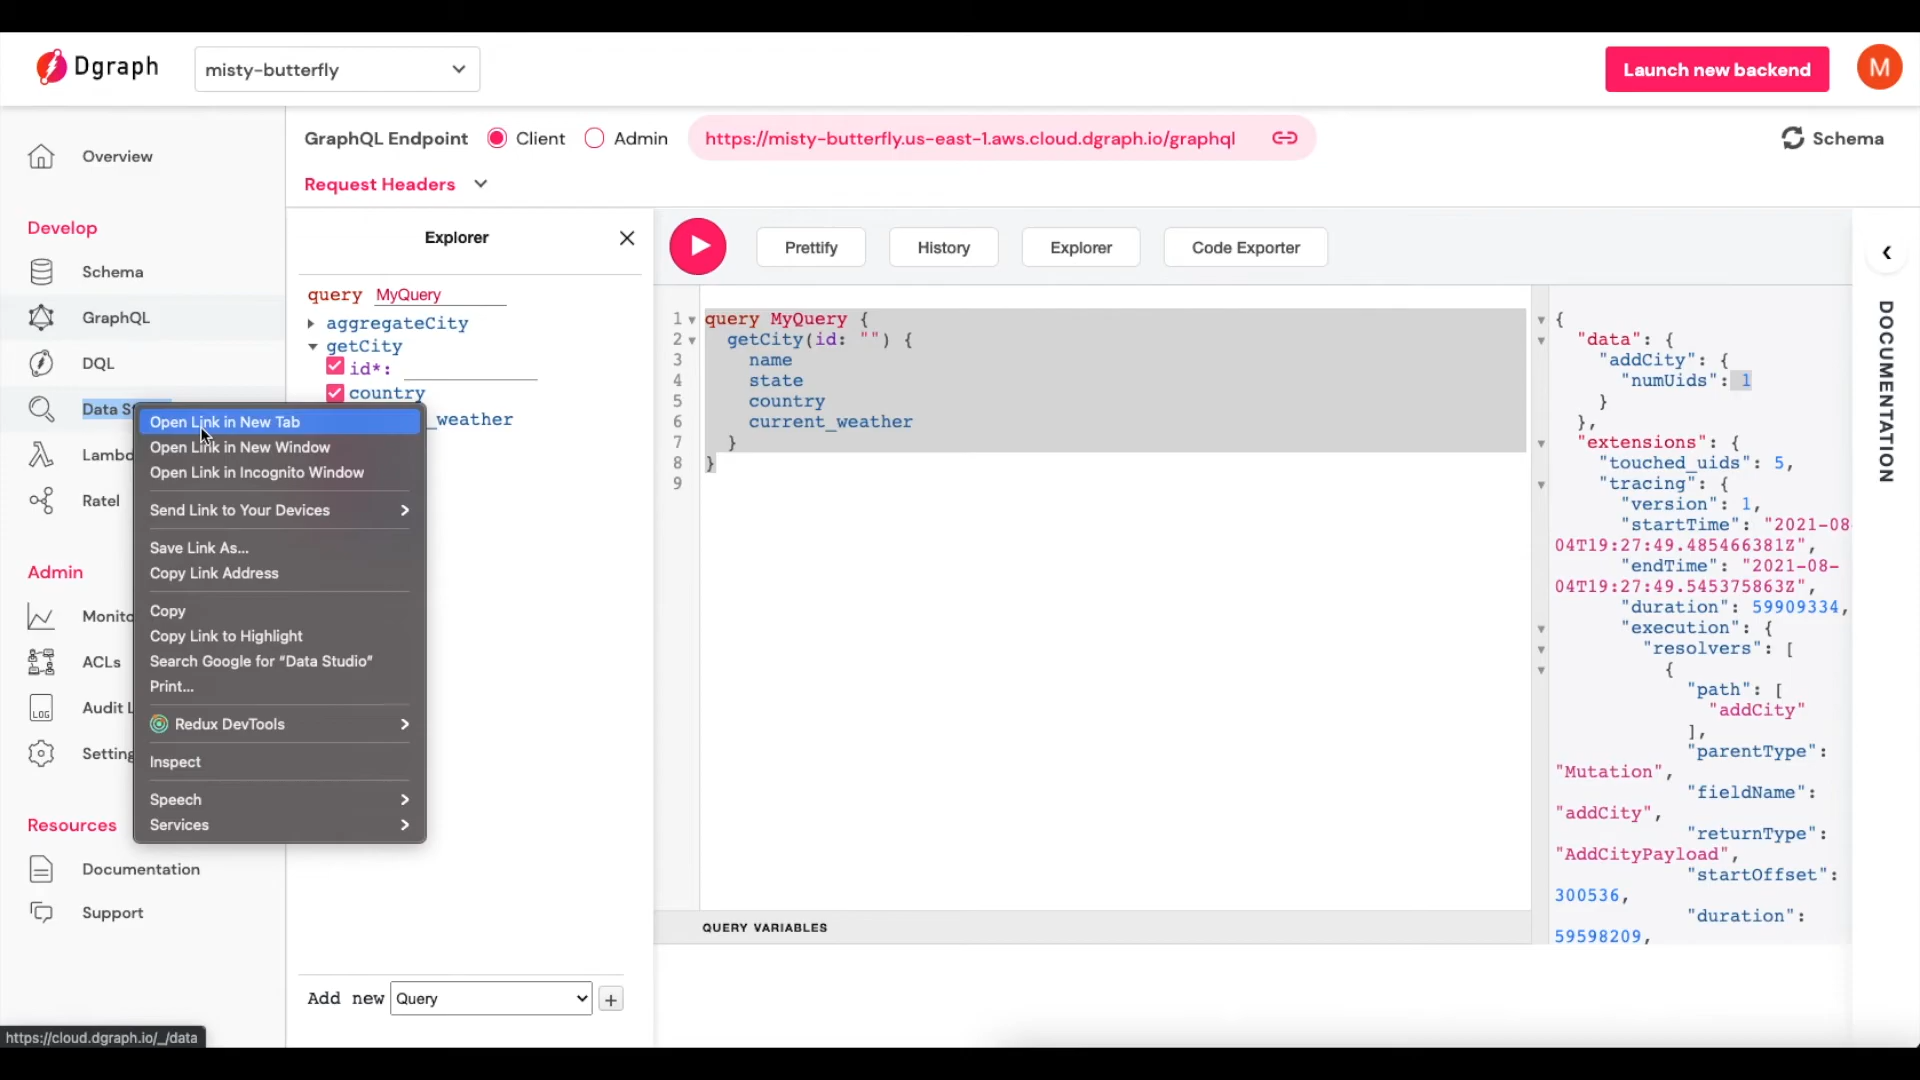 Dgraph
misty-butterfly
Launch new backend
M
Overview
Develop
Schema
GraphQL
DQL
Data S
Lambd
Ratel
Admin
Monito
ACLs
Audit L
LOG
Setting
Resources
Documentation
Support
https://cloud.dgraph.io/_/data
Open Link in New Tab
Open Link in New Window
Open Link in Incognito Window
Send Link to Your Devices
Save Link As...
Copy Link Address
Copy
Copy Link to Highlight
Search Google for “Data Studio”
Print...
Redux DevTools
Inspect
Speech
Services
GraphQL Endpoint
Client
Admin
https://misty-butterfly.us-east-1.aws.cloud.dgraph.io/graphql
Schema
Request Headers
Explorer
query MyQuery
aggregateCity
getCity
id*:
country
_weather
Add new Query +
Prettify
History
Explorer
Code Exporter
1 query MyQuery {
2 getCity(id: "") {
3 name
4 state
5 country
6 current_weather
7 }
8 }
9
QUERY VARIABLES
{
"data": {
"addCity": {
"numUids": 1
}
},
"extensions": {
"touched_uids": 5,
"tracing": {
"version": 1,
"startTime": "2021-08-
04T19:27:49.485466381Z",
"endTime": "2021-08-
04T19:27:49.545375863Z",
"duration": 59909334,
"execution": {
"resolvers": [
{
"path": [
"addCity"
],
"parentType":
"Mutation",
"fieldName":
"addCity",
"returnType":
"AddCityPayload",
"startOffset":
300536,
"duration":
59598209,
DOCUMENTATION